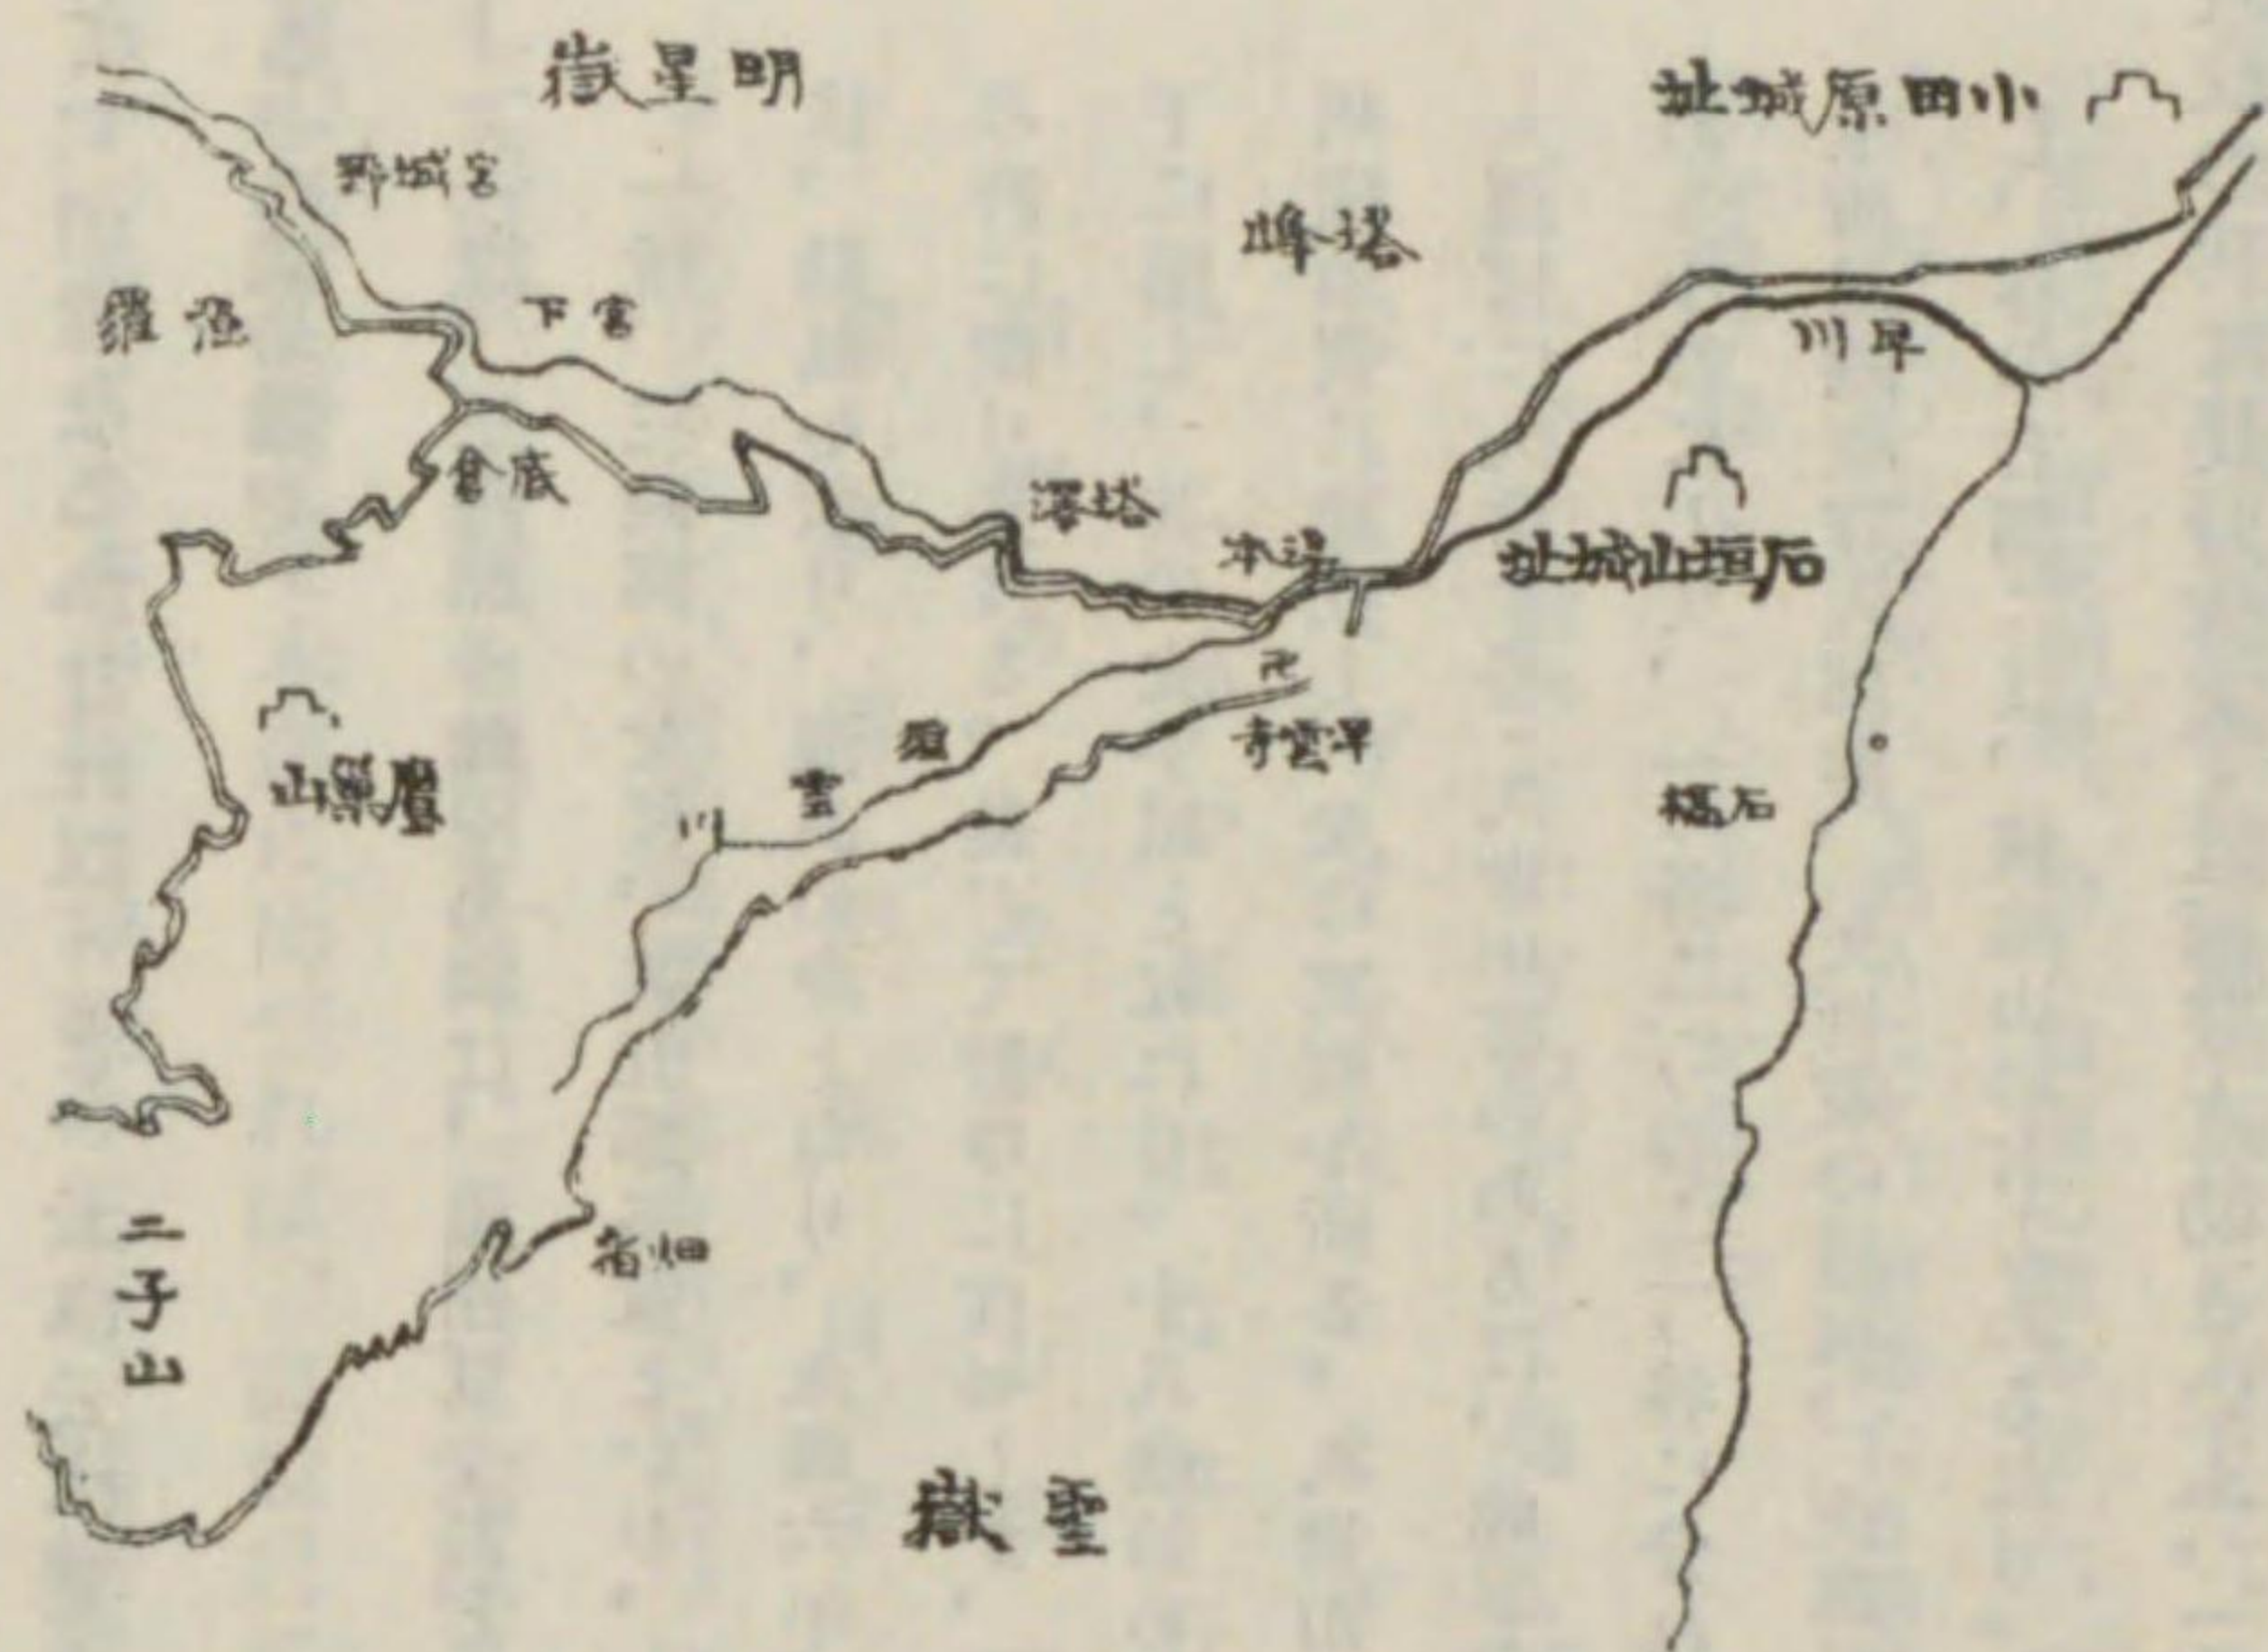 小田原城址
明星嶽
塔峰
宮城野
宮下
強羅
早川
底倉
塔澤
湯本
石垣山城址
早雲寺
須雲川
鷹巣山
石橋
二子山
畑宿
聖嶽